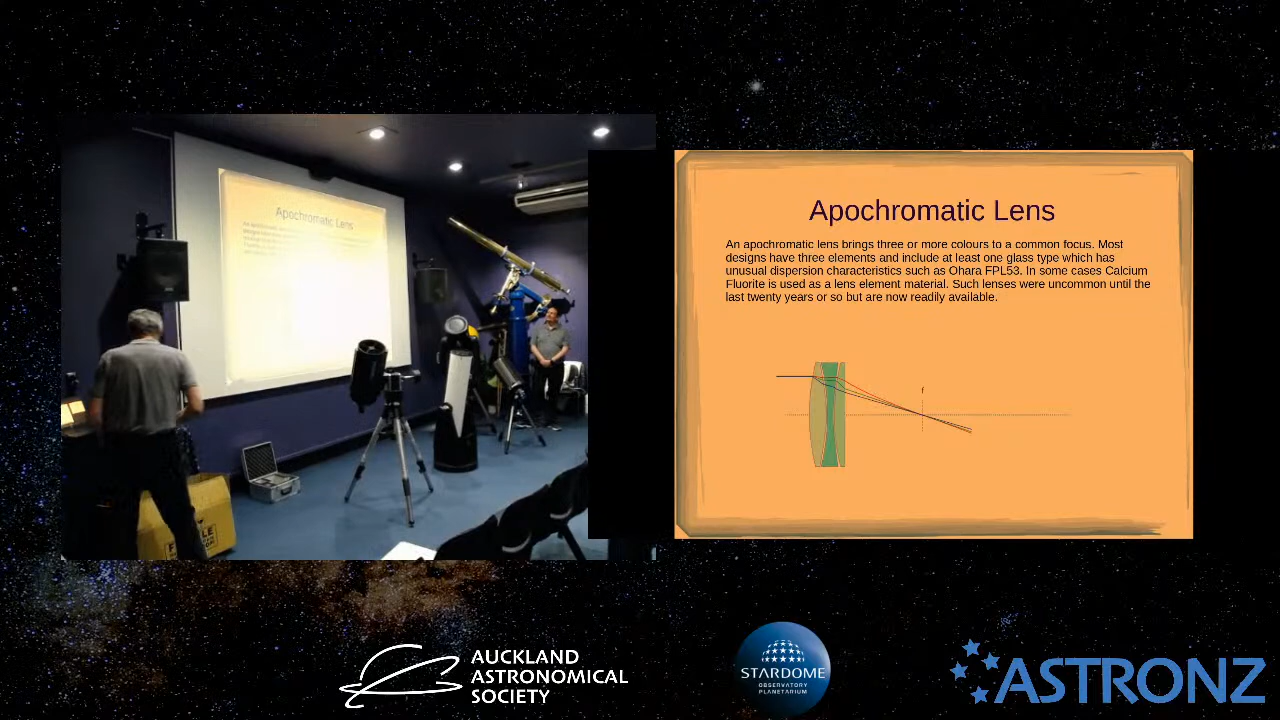 Apochromatic Lens
Apochromatic Lens
An apochromatic lens brings three or more colours to a common focus. Most
designs have three elements and include at least one glass type which has
unusual dispersion characteristics such as Ohara FPL53. In some cases Calcium
Fluorite is used as a lens element material. Such lenses were uncommon until the
last twenty years or so but are now readily available.
f
AUCKLAND
ASTRONOMICAL
SOCIETY
STARDOME
OBSERVATORY
PLANETARIUM
ASTRONZ